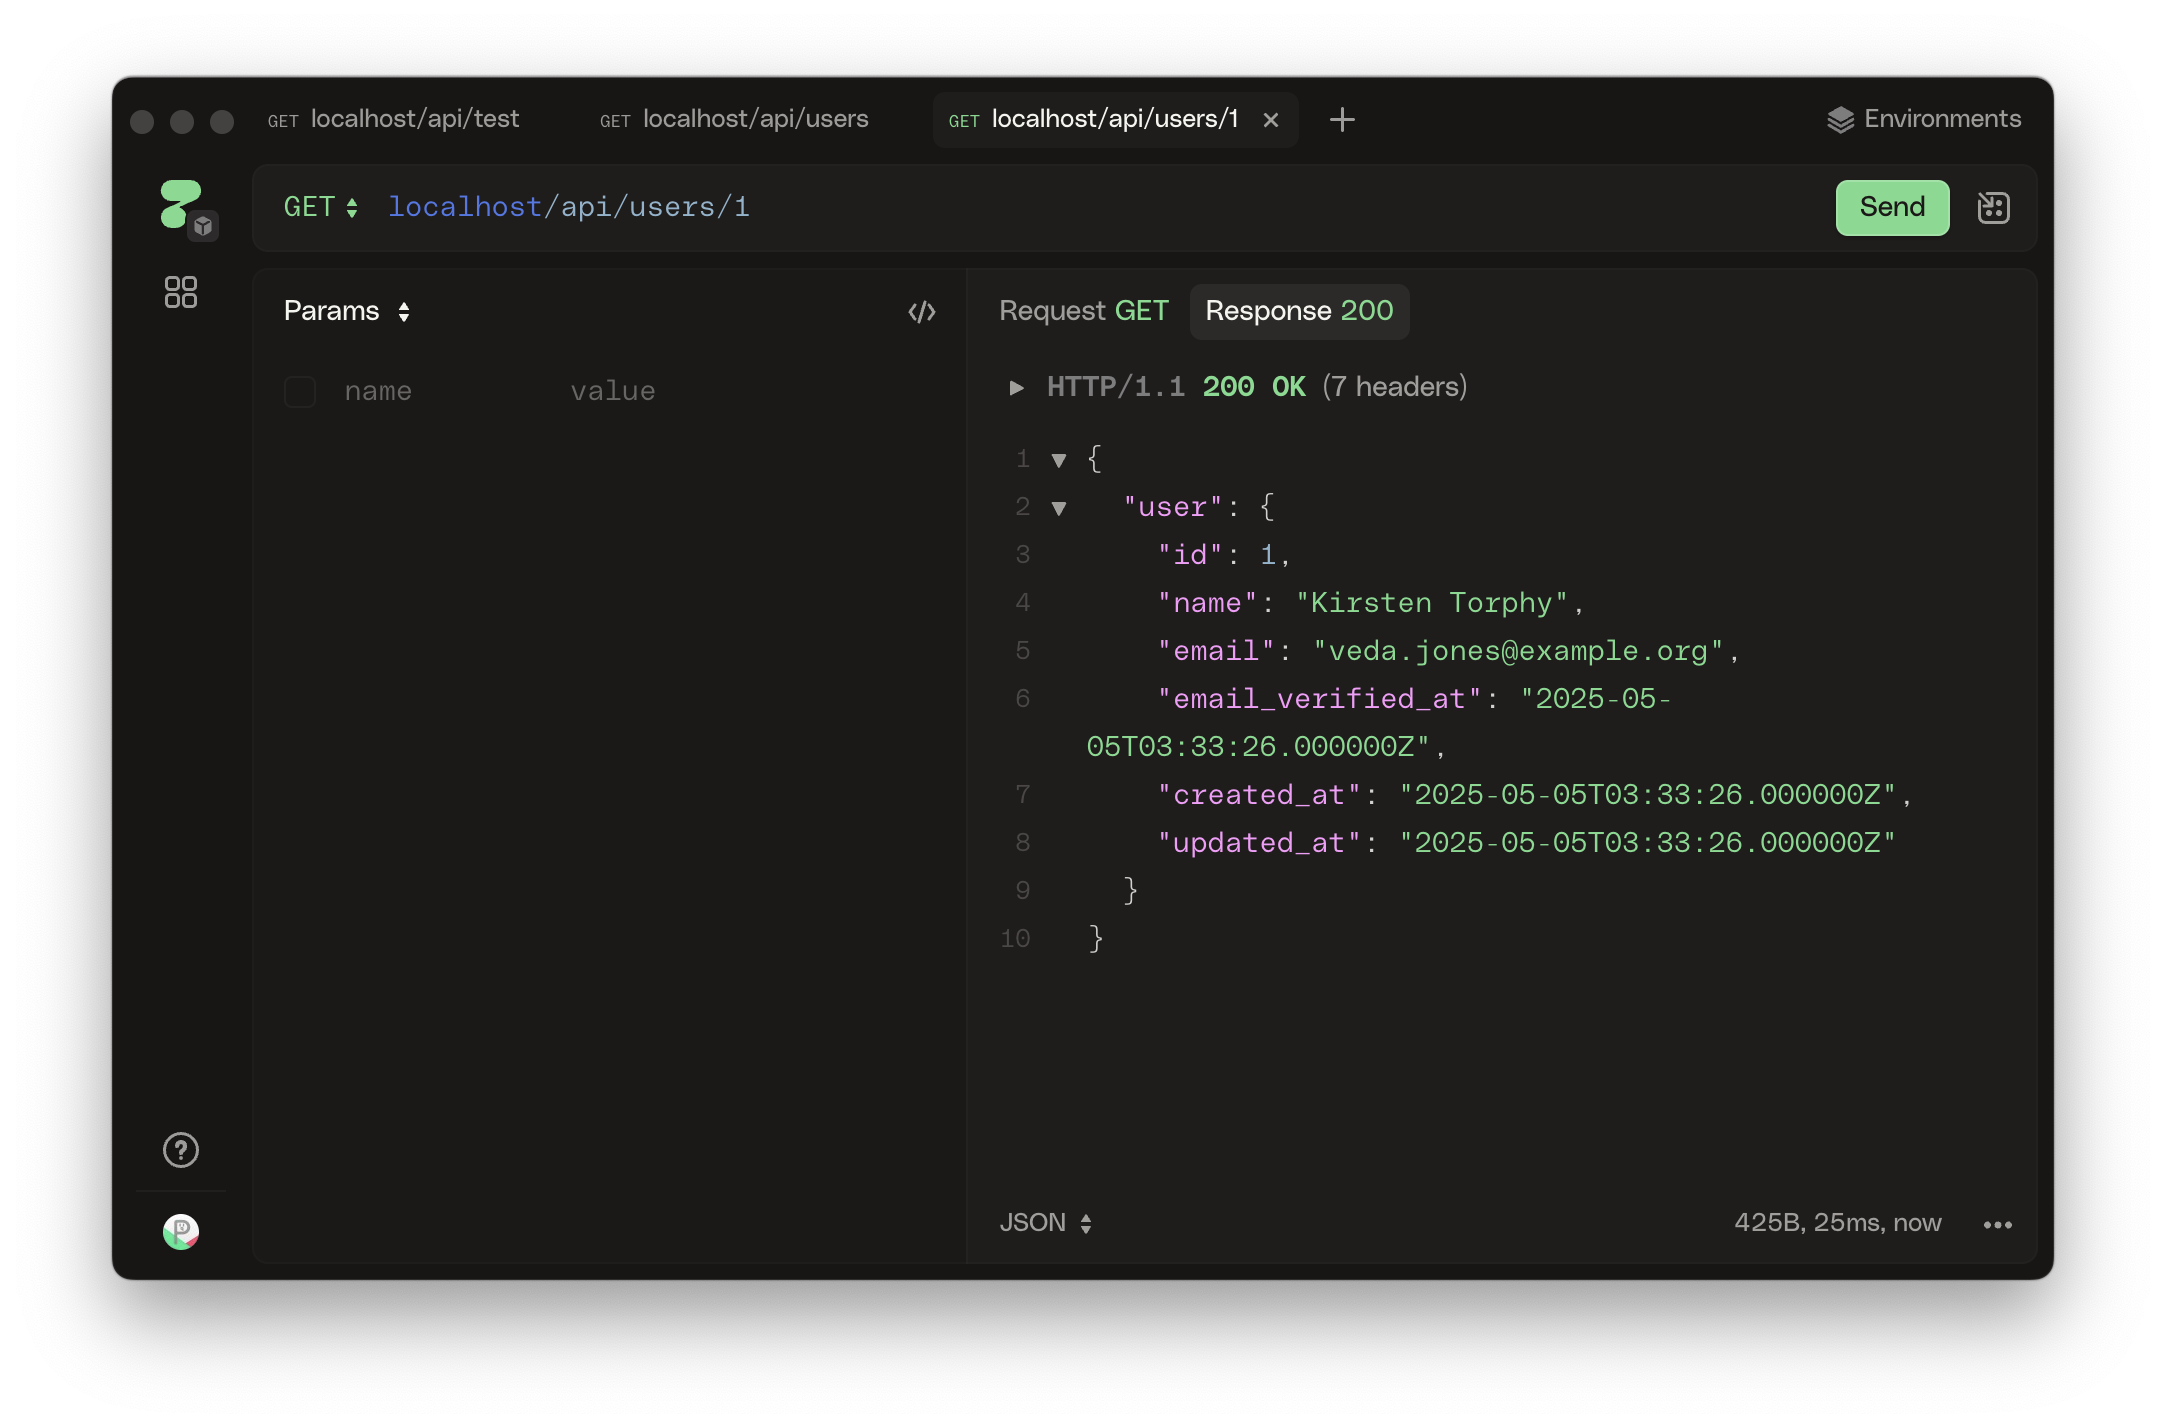 GET localhost/api/test GET localhost/api/users GET localhost/api/users/1 Environments
GET localhost/api/users/1 Send
Params
name value
Request GET Response 200
HTTP/1.1 200 OK (7 headers)
1 {
2 "user": {
3 "id": 1,
4 "name": "Kirsten Torphy",
5 "email": "veda.jones@example.org",
6 "email_verified_at": "2025-05-
05T03:33:26.000000Z",
7 "created_at": "2025-05-05T03:33:26.000000Z",
8 "updated_at": "2025-05-05T03:33:26.000000Z"
9 }
10 }
JSON 425B, 25ms, now